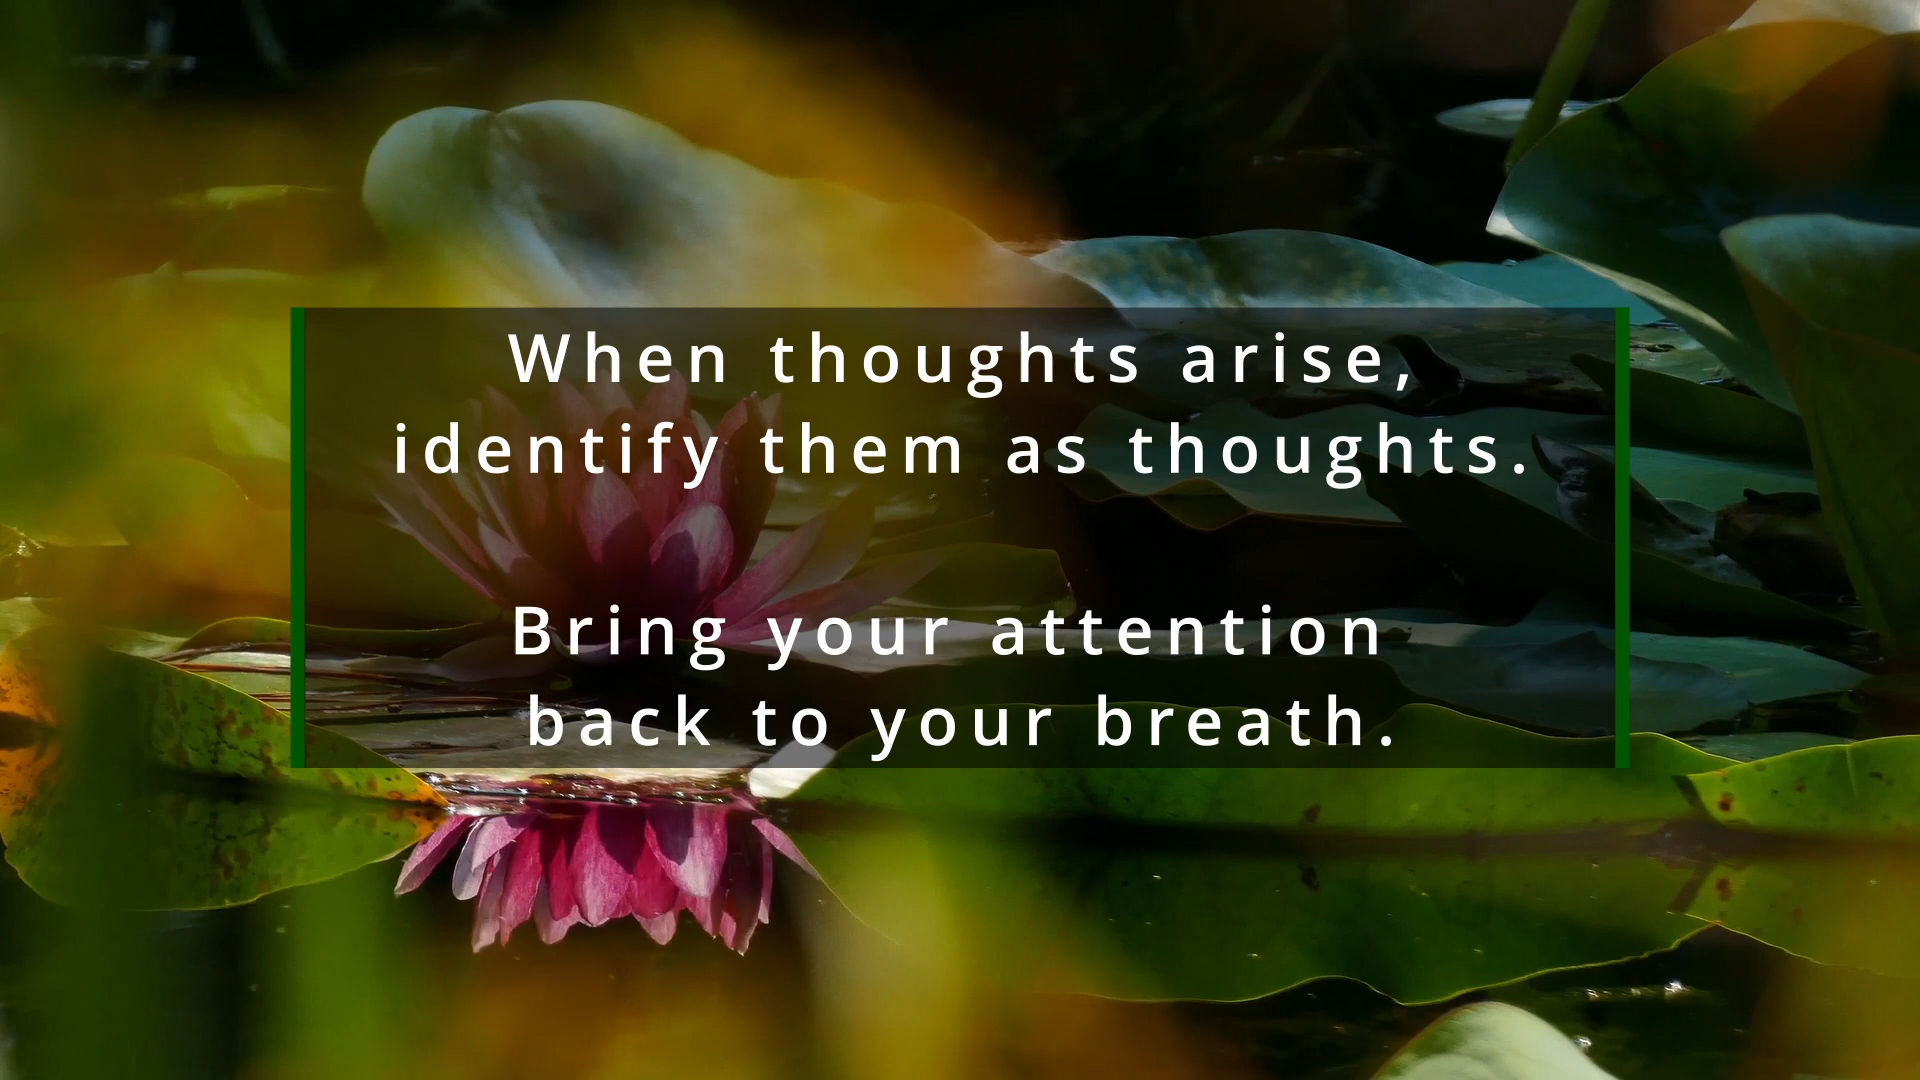 When thoughts arise,
identify them as thoughts.
Bring your attention
back to your breath.